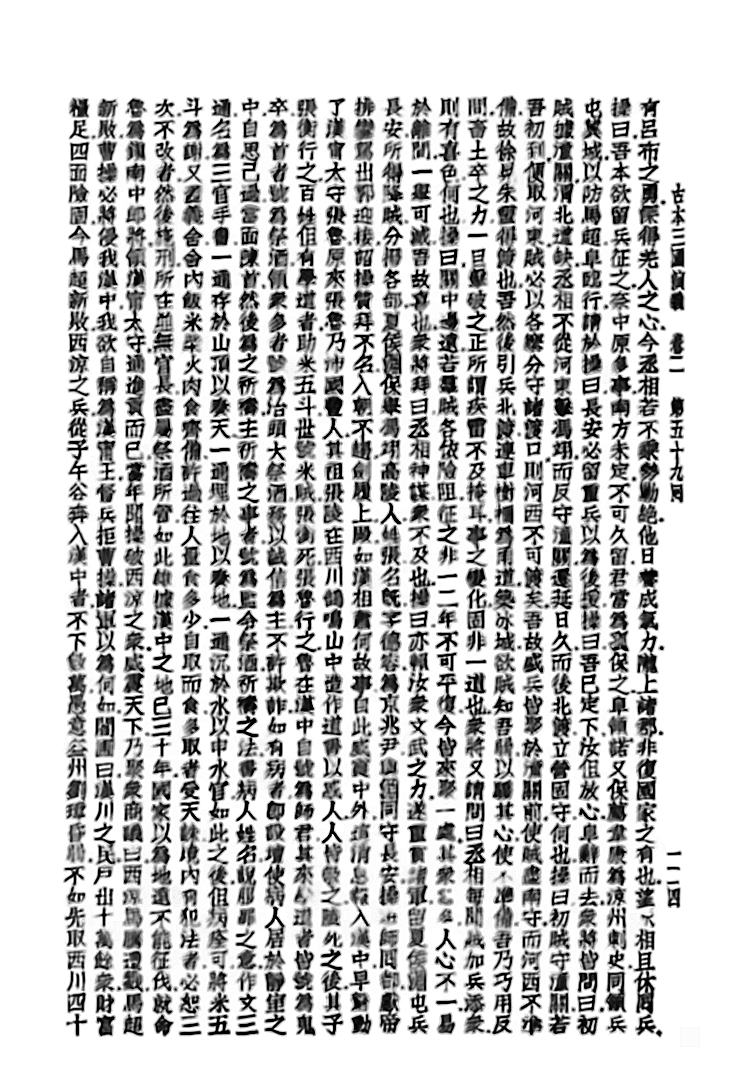 古本三國演義　卷二　第五十九回　一一四
有呂布之勇深得羌人之心今丞相若不乘勢勦絶他日養成氣力隴上諸郡非復國家之有也望丞相且休回兵
操曰吾本欲留兵征之奈中原多事南方未定不可久留君當爲孤保之阜領諾又保薦韋康爲涼州刺史同領兵
屯冀城以防馬超阜臨行請於操曰長安必留重兵以爲後援操曰吾已定下汝但放心阜辭而去衆將皆問曰初
賊據潼關渭北道缺丞相不從河東擊馮翊而反守潼關遷延日久而後北渡立營固守何也操曰初賊守潼關若
吾初到便取河東賊必以各寨分守諸渡口則河西不可渡矣吾故盛兵皆聚於潼關前使賊盡南守而河西不準
備故徐晃朱靈得渡也吾然後引兵北渡連車樹柵爲甬道築冰城欲賊知吾弱以驕其心使不準備吾乃巧用反
間畜士卒之力一旦擊破之正所謂疾雷不及掩耳兵之變化固非一道也衆將又請問曰丞相每聞賊加兵添衆
則有喜色何也操曰關中邊遠若羣賊各依險阻征之非一二年不可平復今皆來聚一處其衆雖多人心不一易
於離間一舉可滅吾故喜也衆將拜曰丞相神謀衆不及也操曰亦賴汝衆文武之力遂重賞諸軍留夏侯淵屯兵
長安所得降賊分撥各部夏侯淵保舉馮翊高陵人姓張名既字德容爲京兆尹與淵同守長安操班師回都獻帝
排鑾駕出郭迎接詔操贊拜不名入朝不趨劍履上殿如漢相蕭何故事自此威震中外這消息報入漢中早驚動
了漢甯太守張魯原來張魯乃沛國豐人其祖張陵在西川鵠鳴山中造作道書以惑人人皆敬之陵死之後其子
張衡行之百姓但有學道者助米五斗世號米賊張衡死張魯行之魯在漢中自號爲師君其來學道者皆號爲鬼
卒爲首者號爲祭酒領衆多者號爲治頭大祭酒務以誠信爲主不許欺詐如有病者即設壇使病人居於靜室之
中自思己過當面陳首然後爲之祈禱主祈禱之事者號爲監令祭酒祈禱之法書病人姓名說服罪之意作文三
通名爲三官手書一通存於山頂以奏天一通埋於地以奏地一通沉於水以申水官如此之後但病痊可將米五
斗爲謝又蓋義舍舍內飯米柴火肉食齊備許過往人量食多少自取而食多取者受天誅境內有犯法者必恕三
次不改者然後施刑所在並無官長盡屬祭酒所管如此雄據漢中之地已三十年國家以爲地遠不能征伐就命
魯爲鎮南中郎將領漢甯太守通進貢而已當年聞操破西涼之衆威震天下乃聚衆商議曰西涼馬騰遭戮馬超
新敗曹操必將侵我漢中我欲自稱爲漢甯王督兵拒曹操諸軍以爲何如閻圃曰漢川之民戶出十萬餘衆財富
糧足四面險固今馬超新敗西涼之兵從子午谷奔入漢中者不下數萬愚意益州劉璋昏弱不如先取西川四十